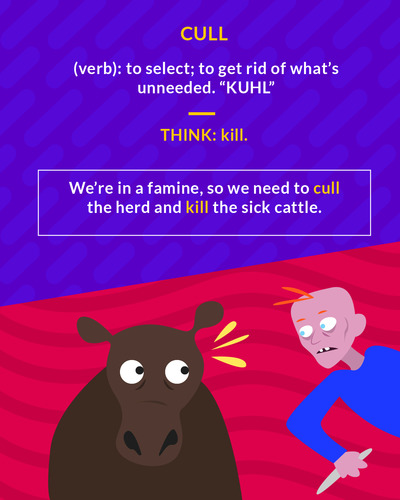 CULL
(verb): to select; to get rid of what’s
unneeded. “KUHL”
THINK: kill.
We’re in a famine, so we need to cull
the herd and kill the sick cattle.